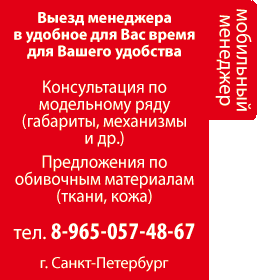 Выезд менеджера
в удобное для Вас время
для Вашего удобства
Консультация по
модельному ряду
(габариты, механизмы
и др.)
Предложения по
обивочным материалам
(ткани, кожа)
тел. 8-965-057-48-67
г. Санкт-Петербург
мобильный
менеджер